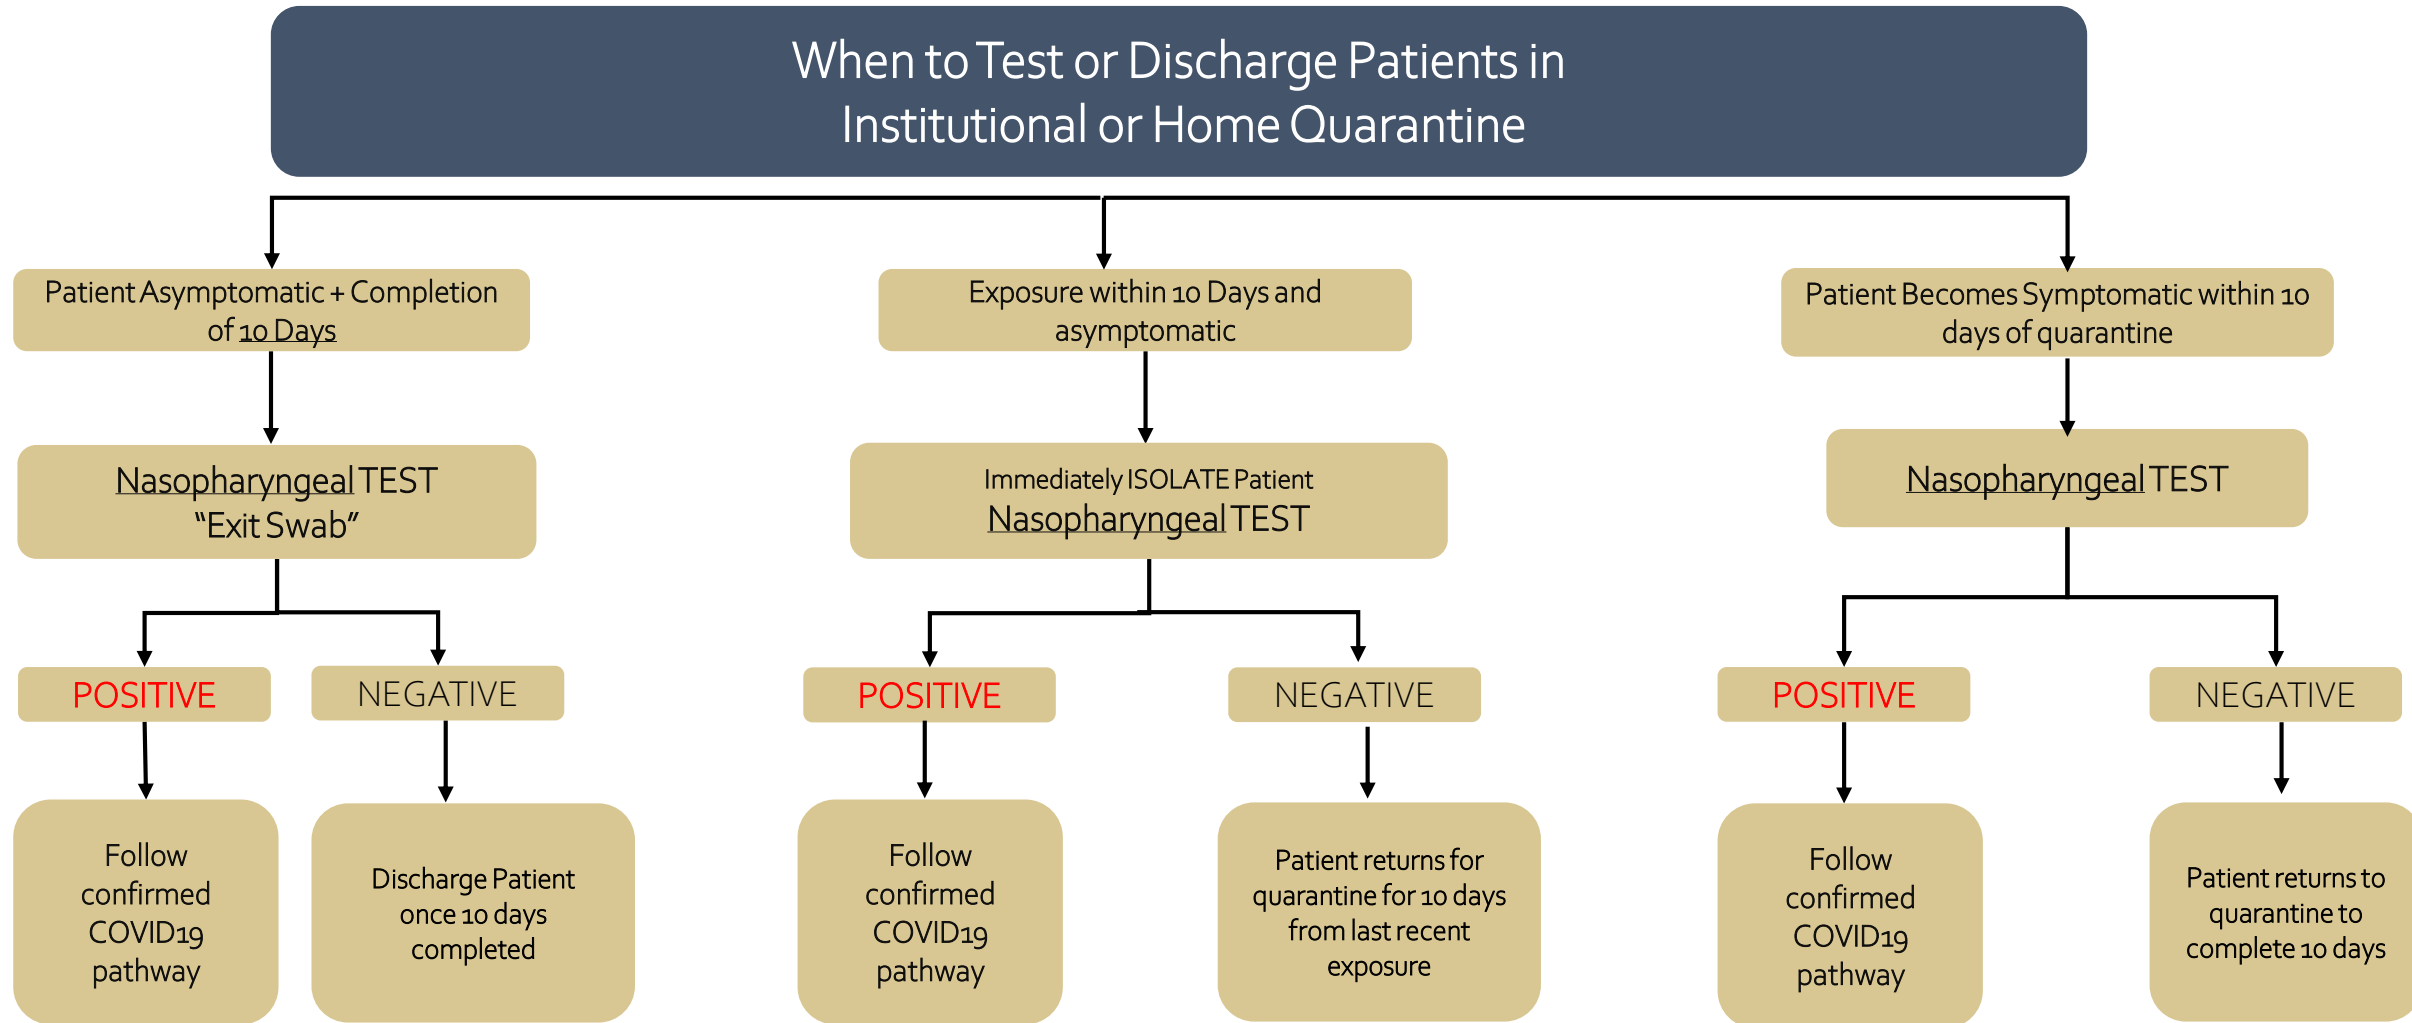 When to Test or Discharge Patients in
Institutional or Home Quarantine
Patient Asymptomatic + Completion
of 10 Days
Exposure within 10 Days and
asymptomatic
Patient Becomes Symptomatic within 10
days of quarantine
Nasopharyngeal TEST
“Exit Swab”
Immediately ISOLATE Patient
Nasopharyngeal TEST
Nasopharyngeal TEST
POSITIVE
NEGATIVE
POSITIVE
NEGATIVE
POSITIVE
NEGATIVE
Follow
confirmed
COVID19
pathway
Discharge Patient
once 10 days
completed
Follow
confirmed
COVID19
pathway
Patient returns for
quarantine for 10 days
from last recent
exposure
Follow
confirmed
COVID19
pathway
Patient returns to
quarantine to
complete 10 days